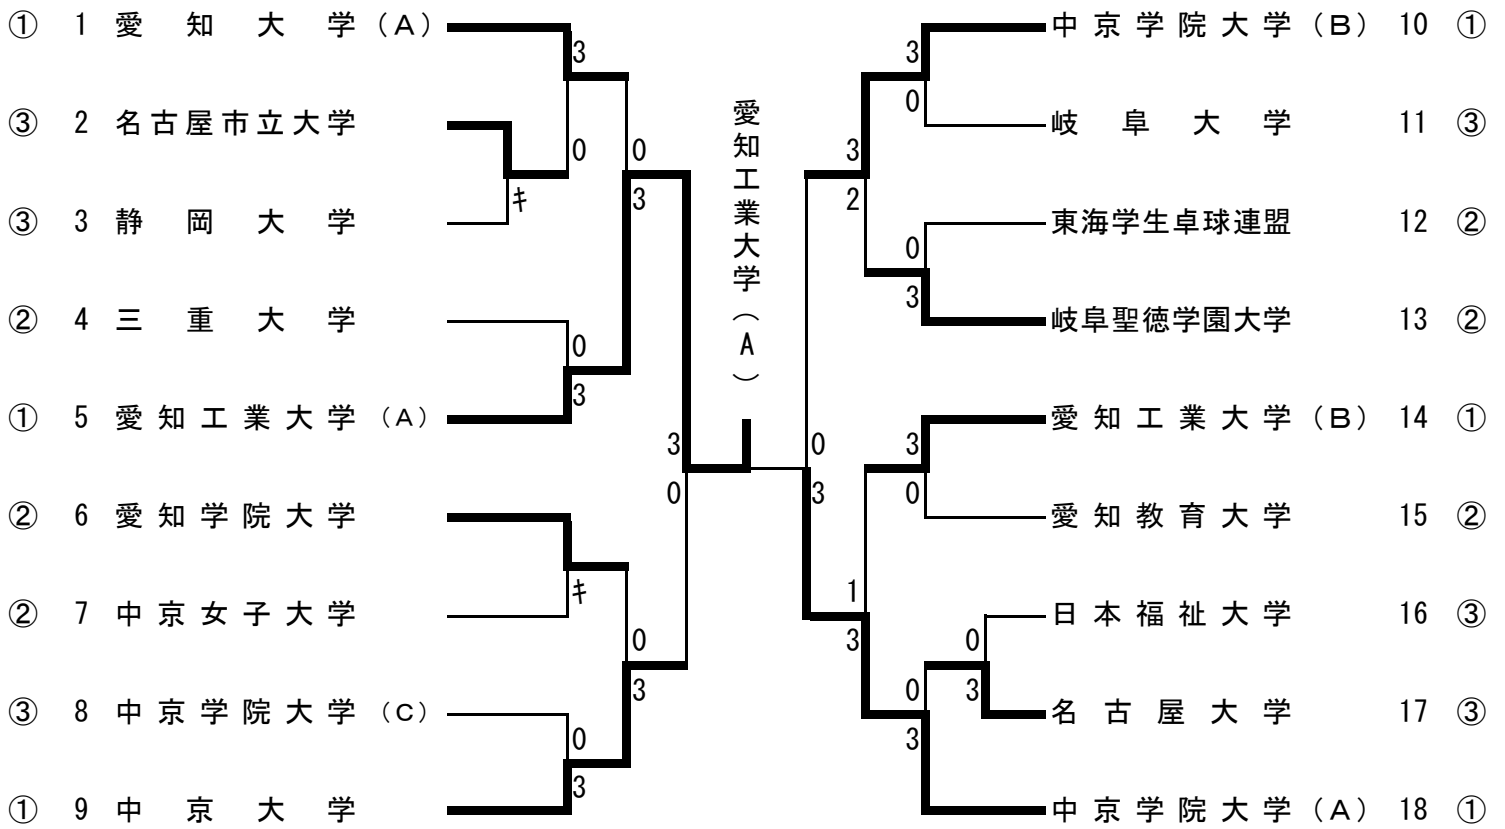 ① 1 愛知大学(A)
3
③ 2 名古屋市立大学
0
キ
③ 3 静岡大学
0
3
② 4 三重大学
0
3
① 5 愛知工業大学(A)
② 6 愛知学院大学
キ
② 7 中京女子大学
0
3
③ 8 中京学院大学(C)
0
3
① 9 中京大学
3
0
愛知工業大学(A)
0
3
中京学院大学(B) 10 ①
3
0
岐阜大学 11 ③
3
2
東海学生卓球連盟 12 ②
0
3
岐阜聖徳学園大学 13 ②
愛知工業大学(B) 14 ①
3
0
愛知教育大学 15 ②
1
3
日本福祉大学 16 ③
0
3
名古屋大学 17 ③
0
3
中京学院大学(A) 18 ①